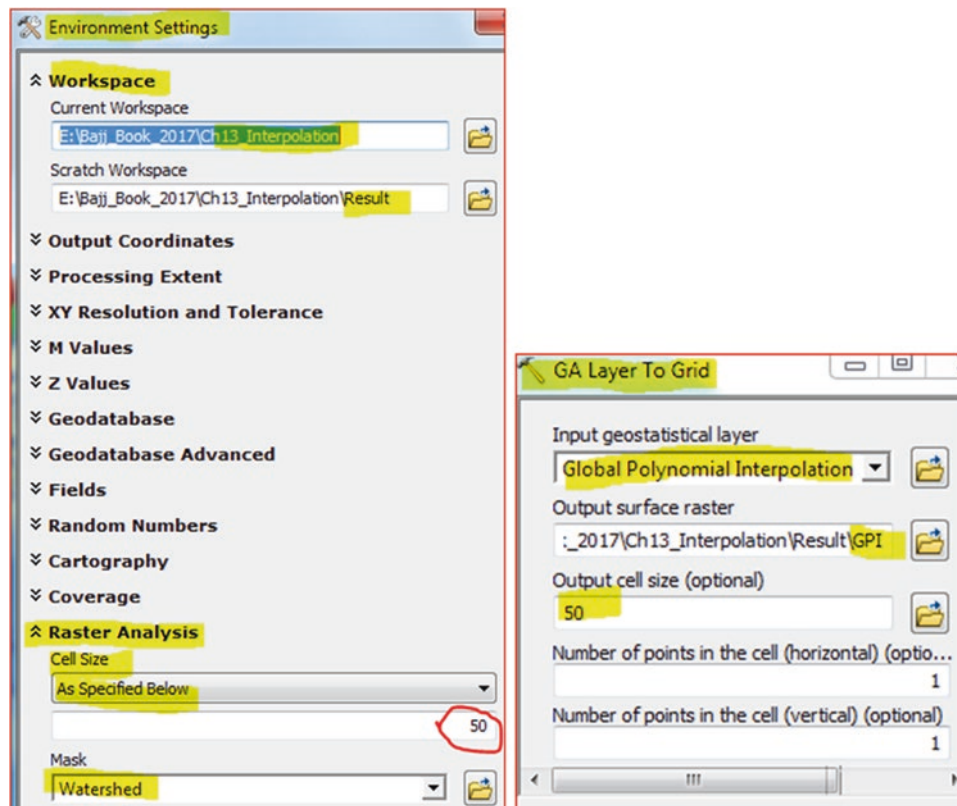 Environment Settings
Workspace
Current Workspace
E:\Bajj_Book_2017\Ch13_Interpolation
Scratch Workspace
E:\Bajj_Book_2017\Ch13_Interpolation\Result
Output Coordinates
Processing Extent
XY Resolution and Tolerance
M Values
Z Values
Geodatabase
Geodatabase Advanced
Fields
Random Numbers
Cartography
Coverage
Raster Analysis
Cell Size
As Specified Below
50
Mask
Watershed
GA Layer To Grid
Input geostatistical layer
Global Polynomial Interpolation
Output surface raster
:_2017\Ch13_Interpolation\Result\GPI
Output cell size (optional)
50
Number of points in the cell (horizontal) (optio...
1
Number of points in the cell (vertical) (optional)
1